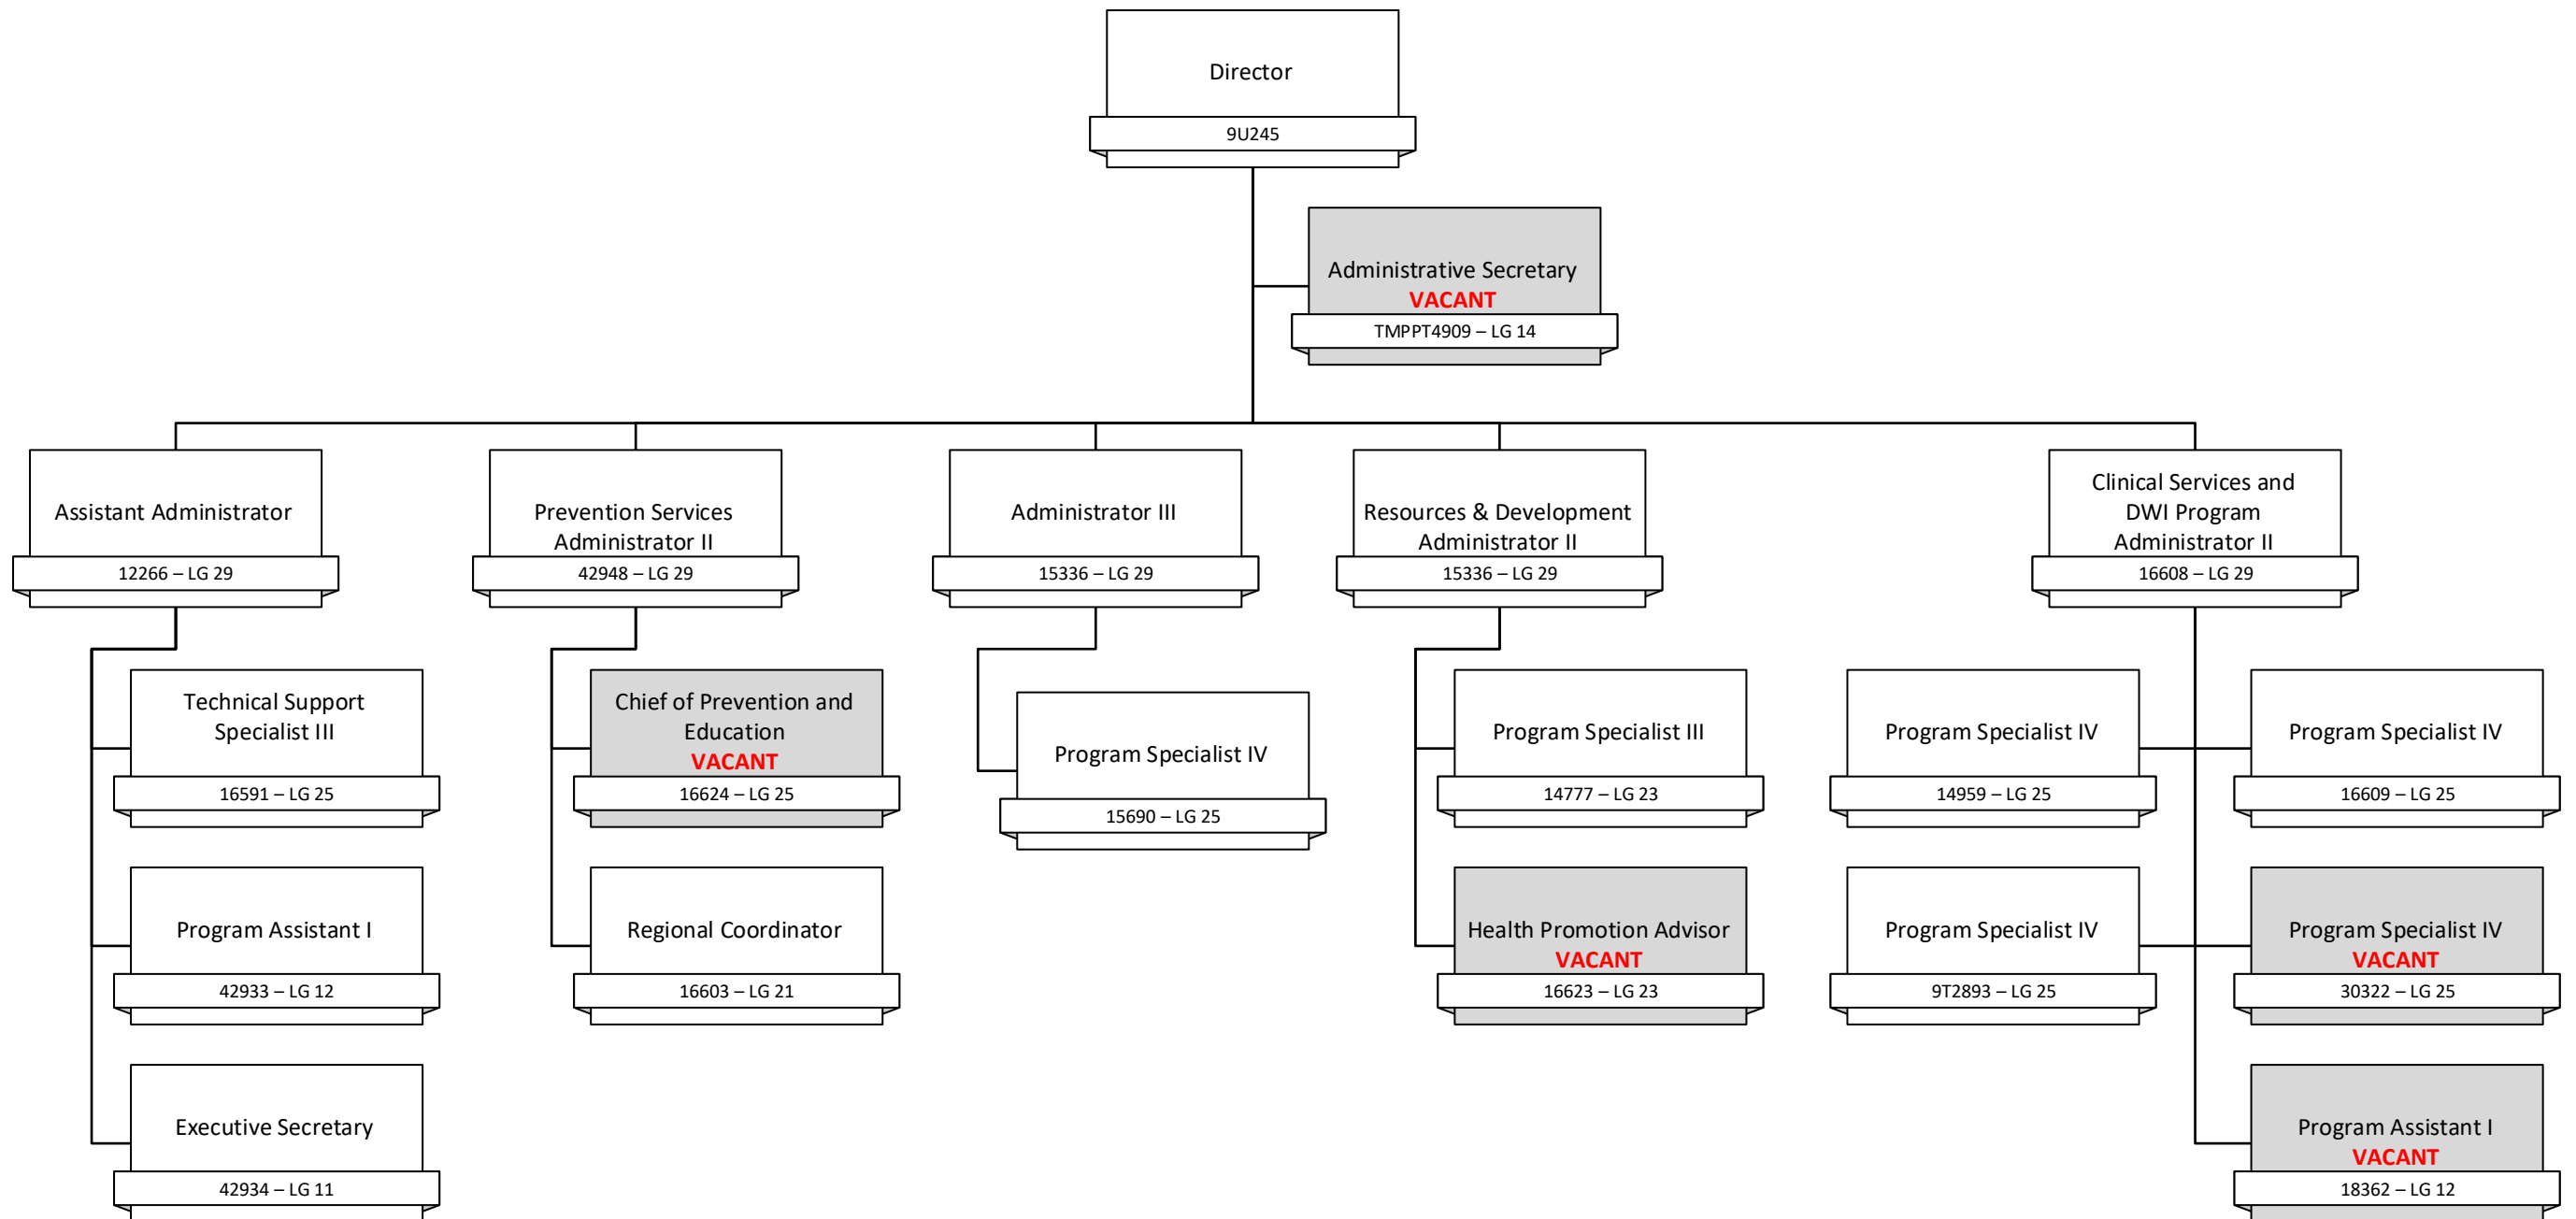 Director
9U245
Administrative Secretary
VACANT
TMPPT4909 – LG 14
Assistant Administrator
12266 – LG 29
Prevention Services
Administrator II
42948 – LG 29
Administrator III
15336 – LG 29
Resources & Development
Administrator II
15336 – LG 29
Clinical Services and
DWI Program
Administrator II
16608 – LG 29
Technical Support
Specialist III
16591 – LG 25
Chief of Prevention and
Education
VACANT
16624 – LG 25
Program Specialist IV
15690 – LG 25
Program Specialist III
14777 – LG 23
Program Specialist IV
14959 – LG 25
Program Specialist IV
16609 – LG 25
Program Assistant I
42933 – LG 12
Regional Coordinator
16603 – LG 21
Health Promotion Advisor
VACANT
16623 – LG 23
Program Specialist IV
9T2893 – LG 25
Program Specialist IV
VACANT
30322 – LG 25
Executive Secretary
42934 – LG 11
Program Assistant I
VACANT
18362 – LG 12